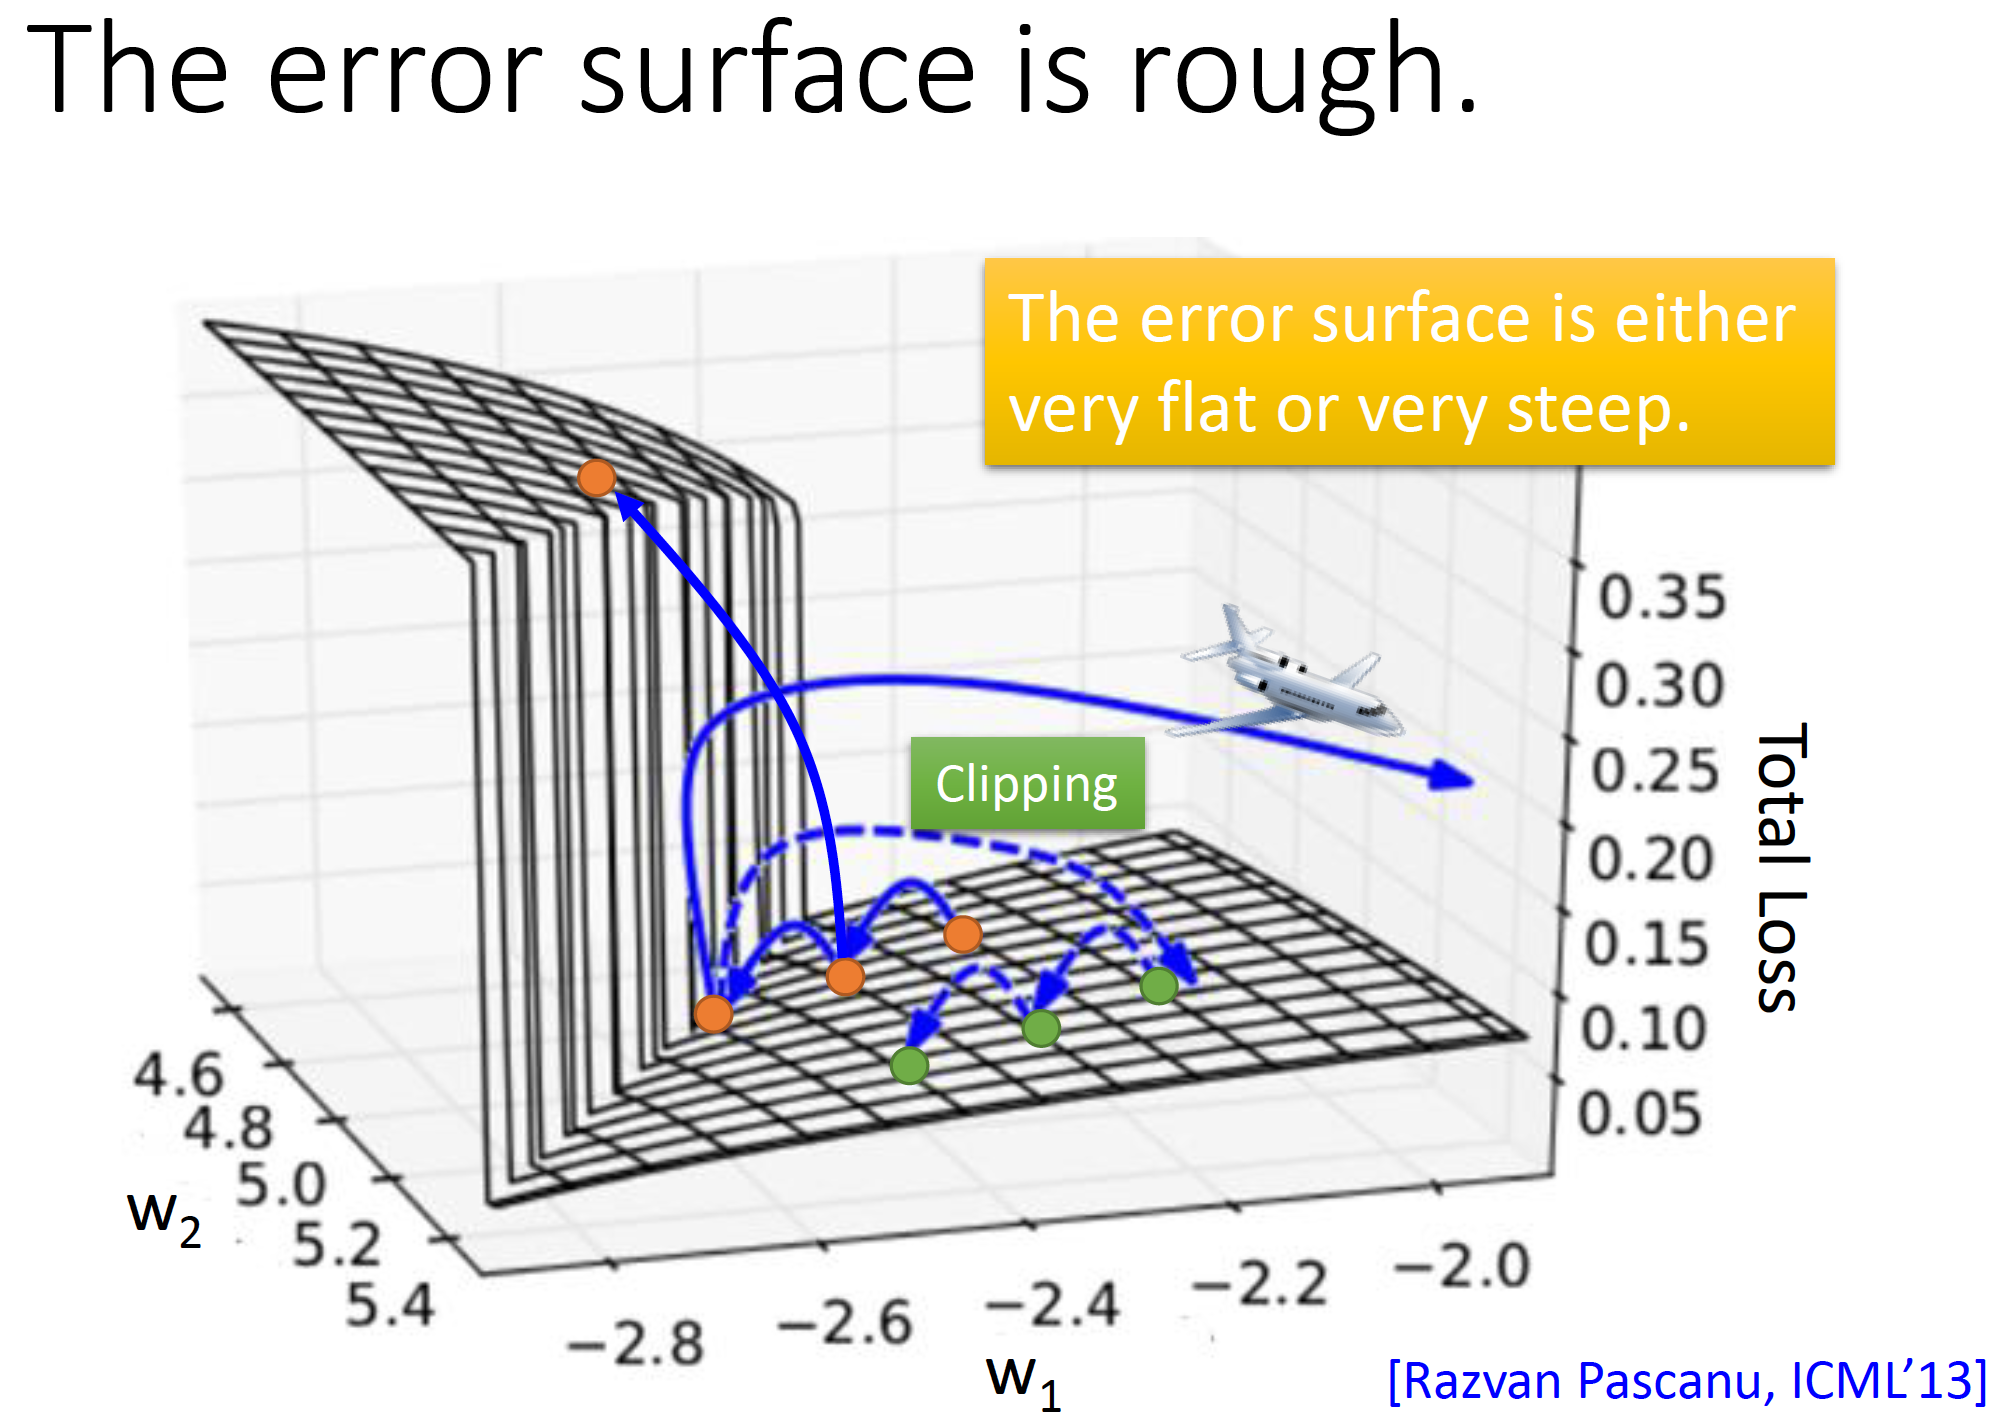 The error surface is rough.
The error surface is either
very flat or very steep.
Clipping
0.35
0.30
0.25
0.20
0.15
0.10
0.05
Total Loss
4.6
4.8
5.0
5.2
5.4
w2
−2.8
−2.6
−2.4
−2.2
−2.0
w1
[Razvan Pascanu, ICML’13]